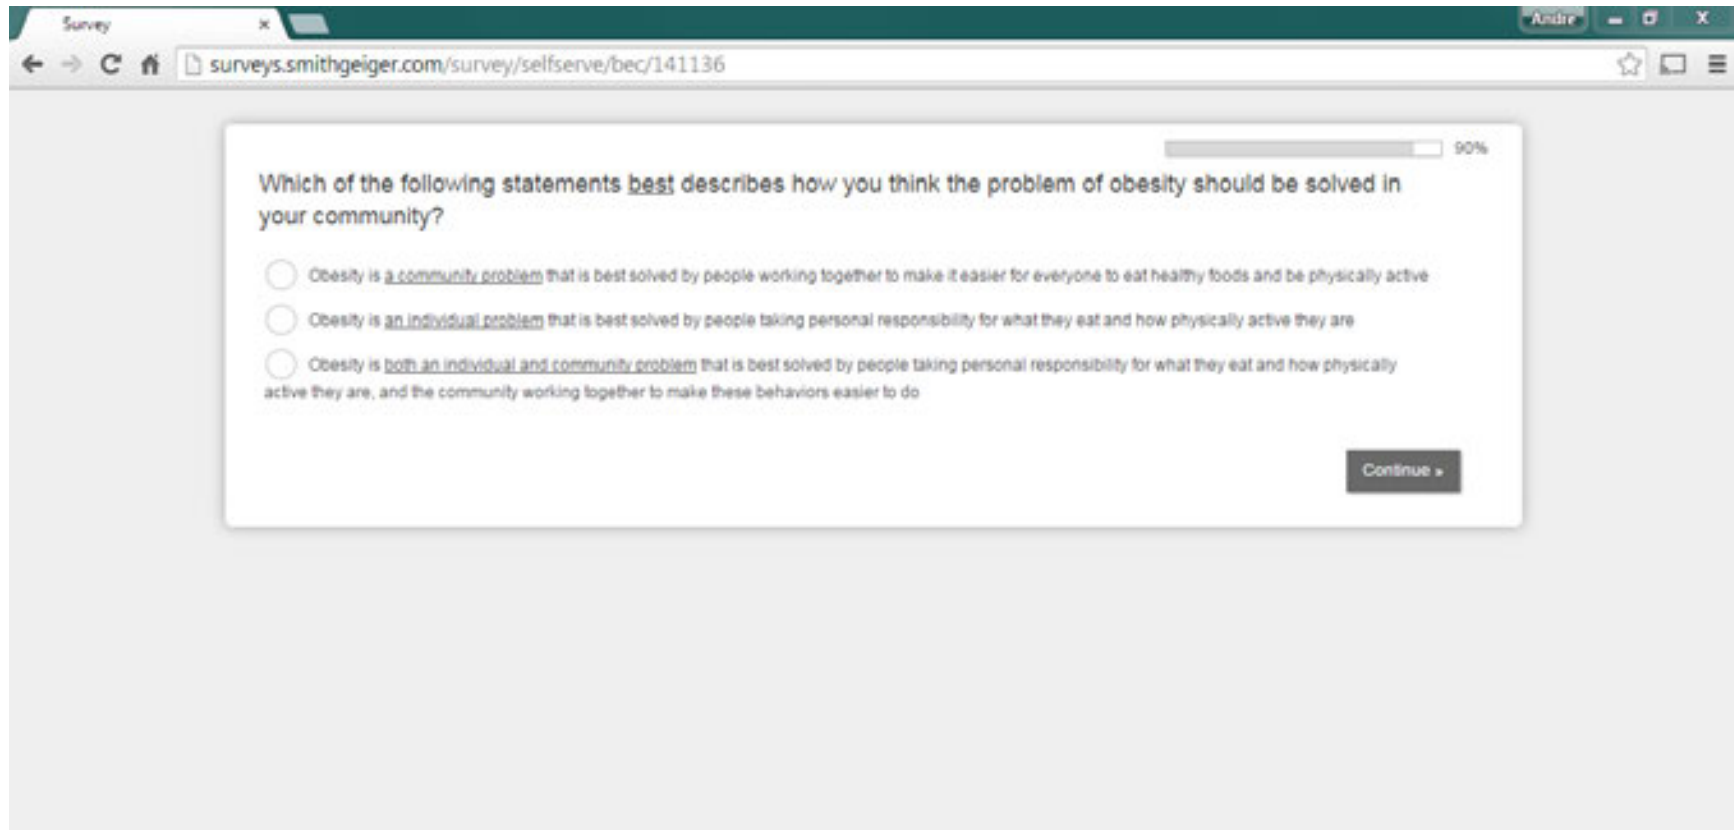 Survey
Andre
surveys.smithgeiger.com/survey/selfserve/bec/141136
90%
Which of the following statements best describes how you think the problem of obesity should be solved in
your community?
Obesity is a community problem that is best solved by people working together to make it easier for everyone to eat healthy foods and be physically active
Obesity is an individual problem that is best solved by people taking personal responsibility for what they eat and how physically active they are
Obesity is both an individual and community problem that is best solved by people taking personal responsibility for what they eat and how physically
active they are, and the community working together to make these behaviors easier to do
Continue »